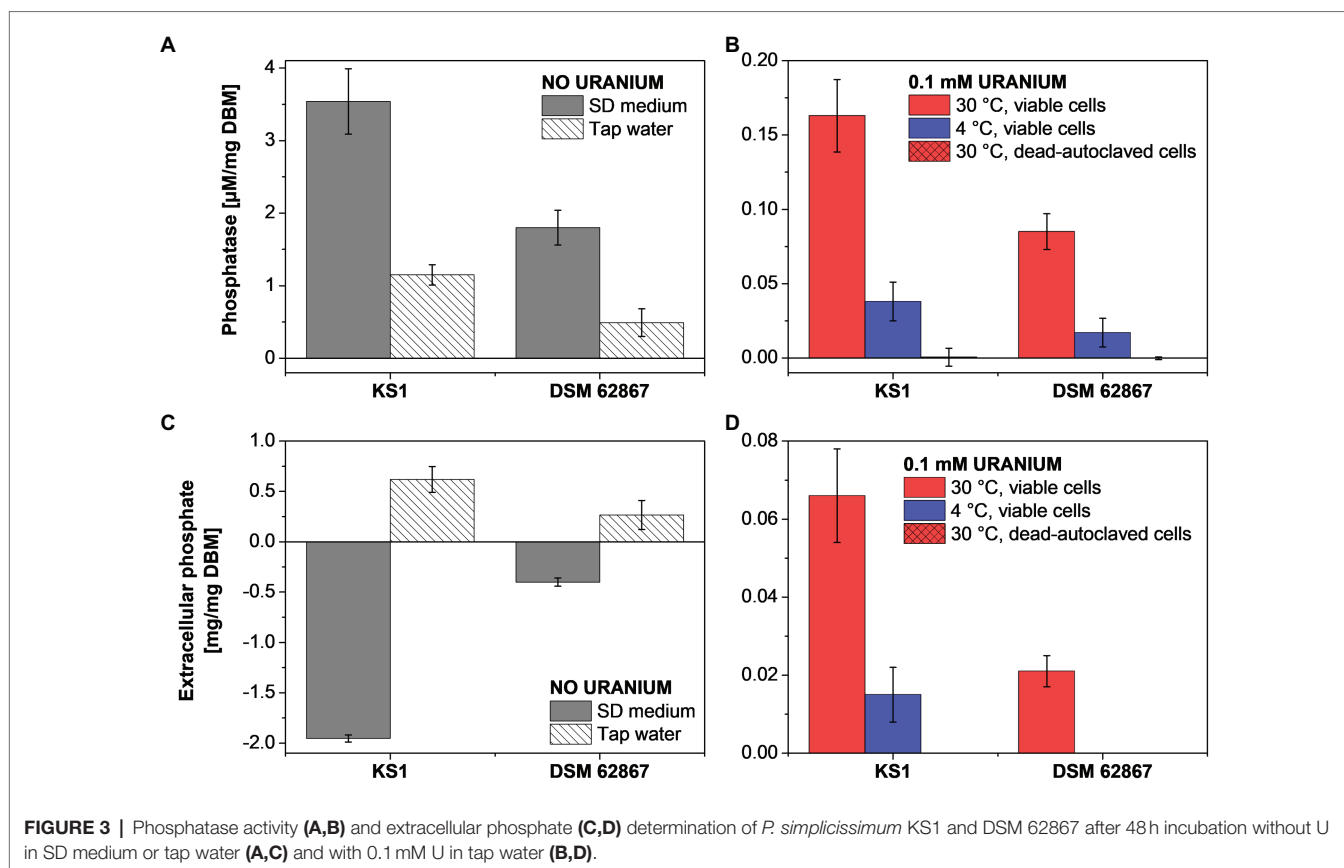 A
Phosphatase [µM/mg DBM]
4
3
2
1
0
NO URANIUM
SD medium
Tap water
KS1
DSM 62867
B
0.20
0.15
0.10
0.05
0.00
0.1 mM URANIUM
30 °C, viable cells
4 °C, viable cells
30 °C, dead-autoclaved cells
KS1
DSM 62867
C
Extracellular phosphate
[mg/mg DBM]
1.0
0.5
0.0
-0.5
-1.0
-1.5
-2.0
NO URANIUM
SD medium
Tap water
KS1
DSM 62867
D
0.08
0.06
0.04
0.02
0.00
0.1 mM URANIUM
30 °C, viable cells
4 °C, viable cells
30 °C, dead-autoclaved cells
KS1
DSM 62867
FIGURE 3 | Phosphatase activity (A,B) and extracellular phosphate (C,D) determination of P. simplicissimum KS1 and DSM 62867 after 48 h incubation without U
in SD medium or tap water (A,C) and with 0.1 mM U in tap water (B,D).